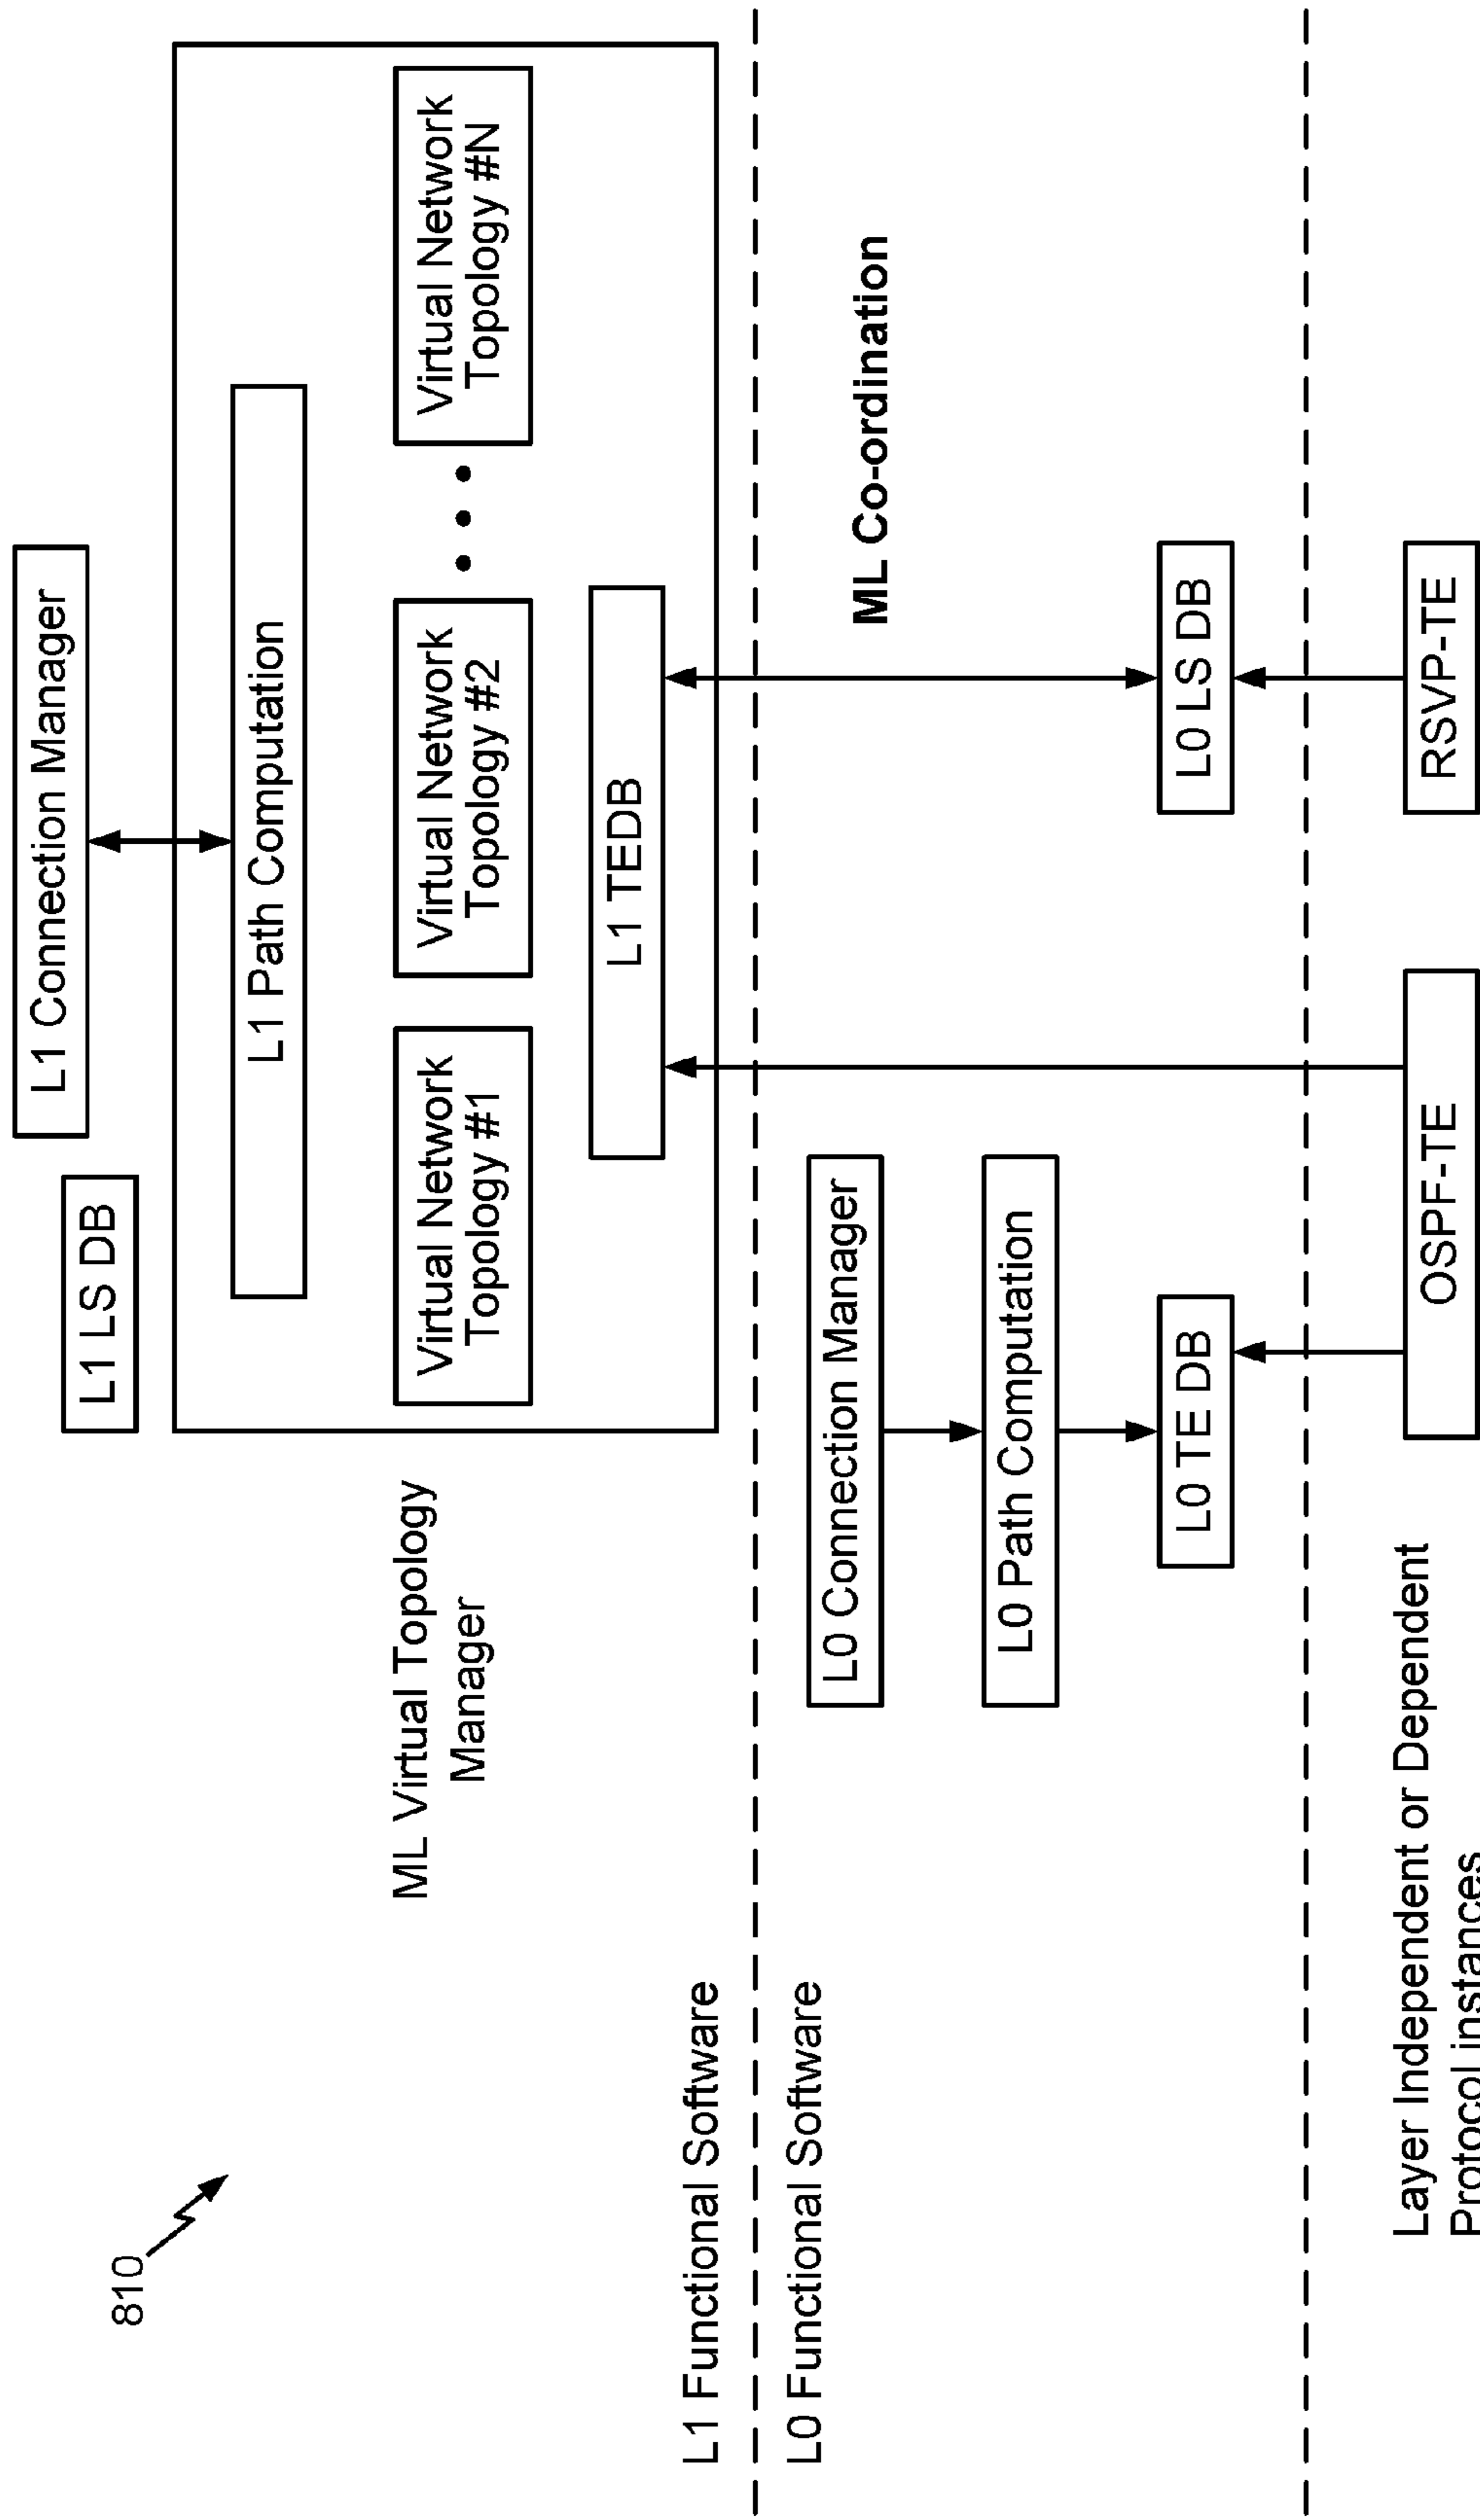 810
L1 LS DB
L1 Connection Manager
ML Virtual Topology
Manager
L1 Path Computation
Virtual Network
Topology #1
Virtual Network
Topology #2
Virtual Network
Topology #N
L1 TEDB
L1 Functional Software
L0 Functional Software
L0 Connection Manager
ML Co-ordination
L0 Path Computation
L0 TE DB
L0 LS DB
Layer Independent or Dependent
Protocol instances
OSPF-TE
RSVP-TE